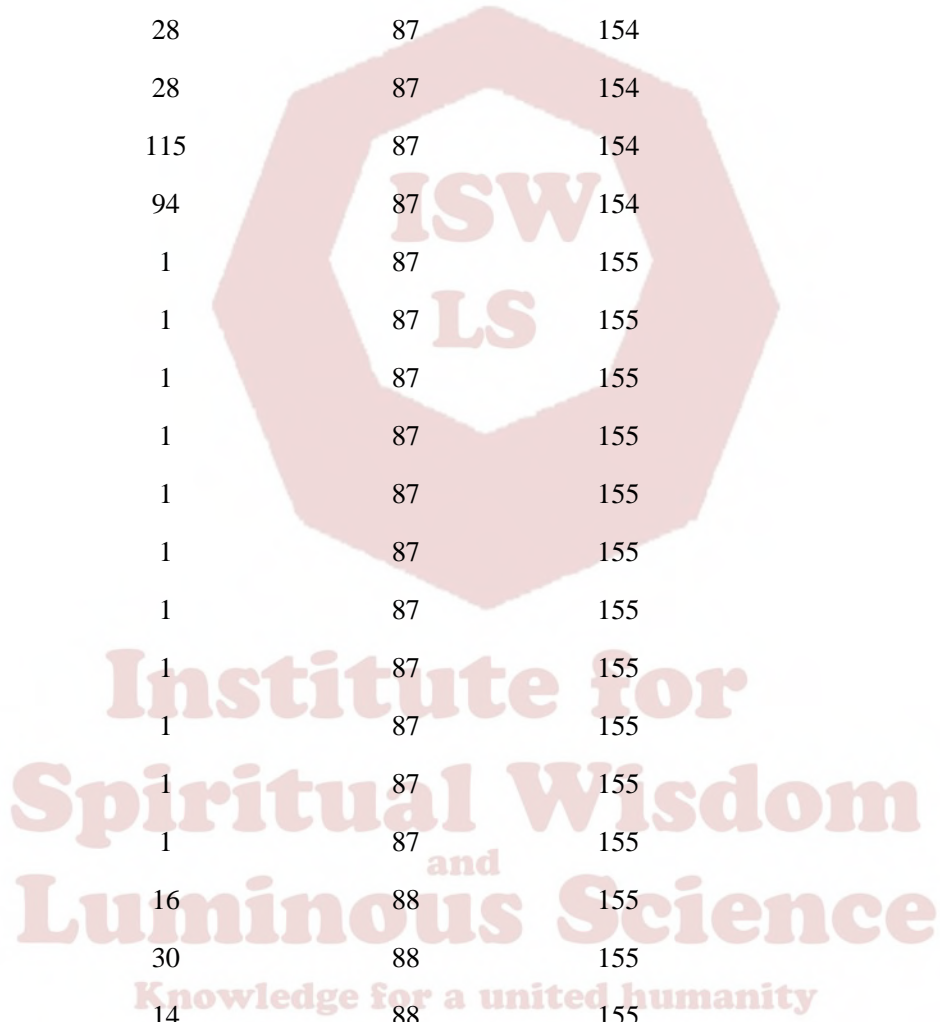 28 87 154
28 87 154
115 87 154
94 87 154
1 87 155
1 87 155
1 87 155
1 87 155
1 87 155
1 87 155
1 87 155
1 87 155
1 87 155
1 87 155
1 87 155
16 88 155
30 88 155
14 88 155
ISW
LS
Institute for
Spiritual Wisdom
and
Luminous Science
Knowledge for a united humanity